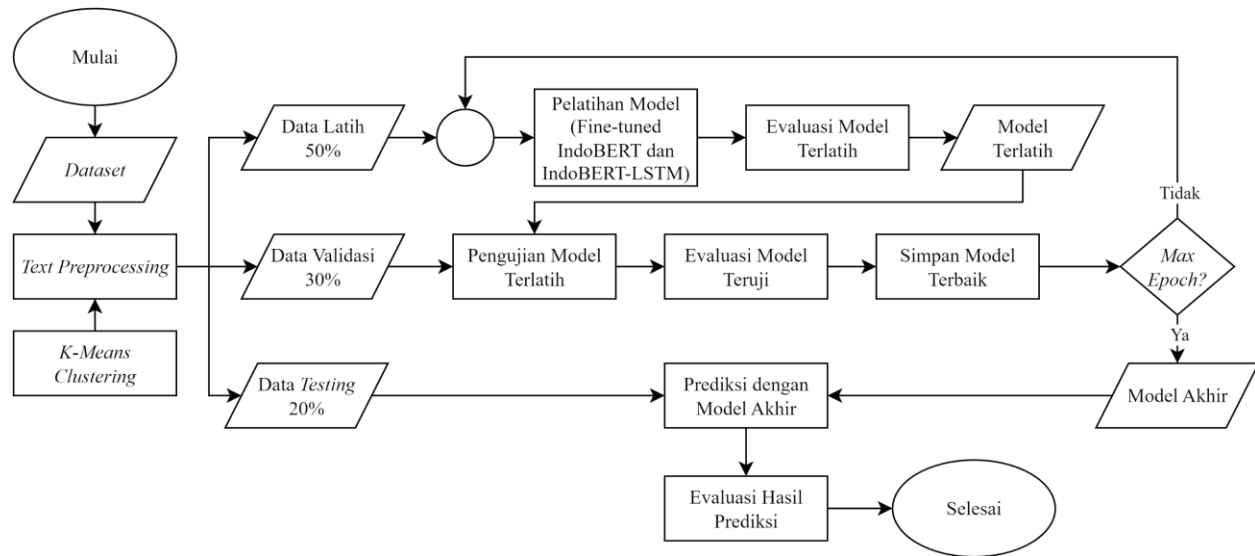 Mulai
Dataset
Text Preprocessing
K-Means
Clustering
Data Latih
50%
Pelatihan Model
(Fine-tuned
IndoBERT dan
IndoBERT-LSTM)
Evaluasi Model
Terlatih
Model
Terlatih
Tidak
Data Validasi
30%
Pengujian Model
Terlatih
Evaluasi Model
Teruji
Simpan Model
Terbaik
Max
Epoch?
Ya
Data Testing
20%
Prediksi dengan
Model Akhir
Model Akhir
Evaluasi Hasil
Prediksi
Selesai